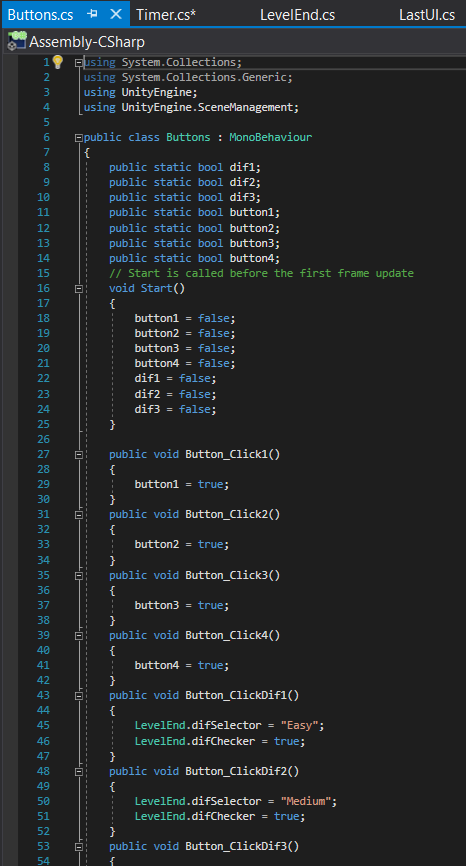 Buttons.cs Timer.cs* LevelEnd.cs LastUI.cs
Assembly-CSharp
1 using System.Collections;
2 using System.Collections.Generic;
3 using UnityEngine;
4 using UnityEngine.SceneManagement;
5
6 public class Buttons : MonoBehaviour
7 {
8 public static bool dif1;
9 public static bool dif2;
10 public static bool dif3;
11 public static bool button1;
12 public static bool button2;
13 public static bool button3;
14 public static bool button4;
15 // Start is called before the first frame update
16 void Start()
17 {
18 button1 = false;
19 button2 = false;
20 button3 = false;
21 button4 = false;
22 dif1 = false;
23 dif2 = false;
24 dif3 = false;
25 }
26
27 public void Button_Click1()
28 {
29 button1 = true;
30 }
31 public void Button_Click2()
32 {
33 button2 = true;
34 }
35 public void Button_Click3()
36 {
37 button3 = true;
38 }
39 public void Button_Click4()
40 {
41 button4 = true;
42 }
43 public void Button_ClickDif1()
44 {
45 LevelEnd.difSelector = "Easy";
46 LevelEnd.difChecker = true;
47 }
48 public void Button_ClickDif2()
49 {
50 LevelEnd.difSelector = "Medium";
51 LevelEnd.difChecker = true;
52 }
53 public void Button_ClickDif3()
54 {